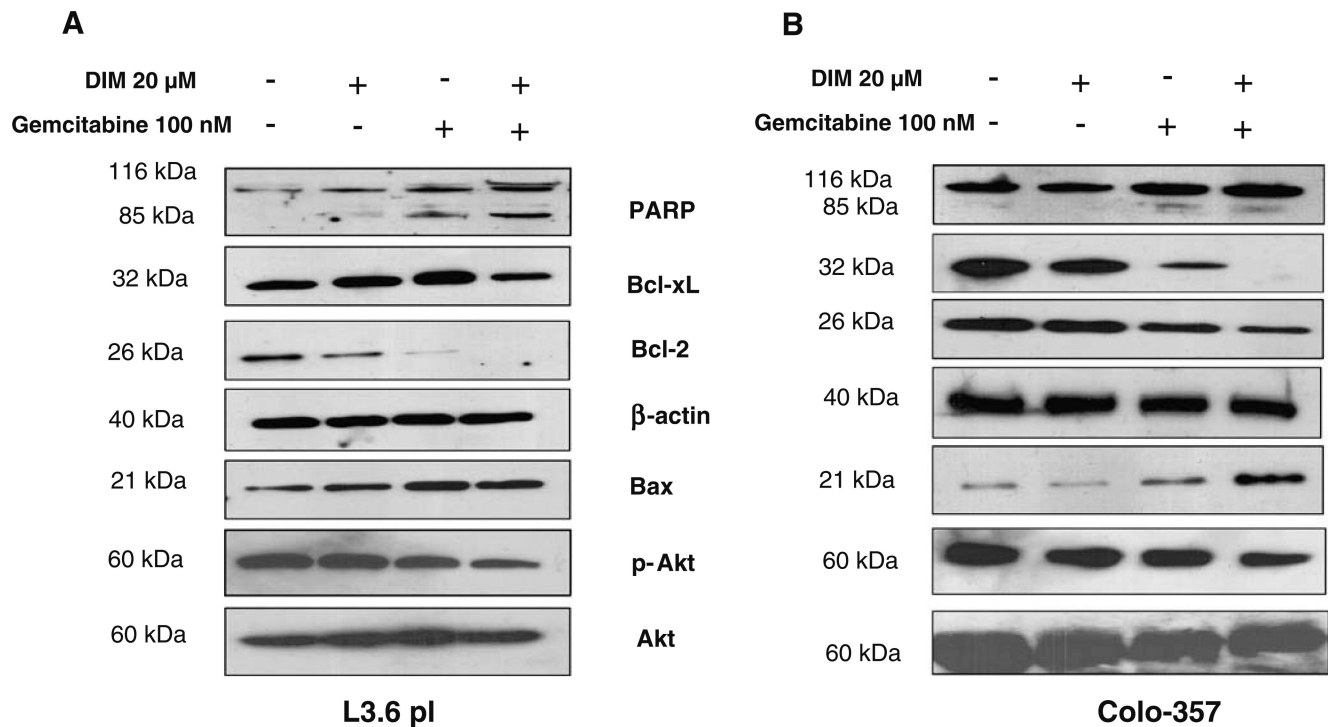 A
B
DIM 20 µM - + - +
DIM 20 µM - + - +
Gemcitabine 100 nM - - + +
Gemcitabine 100 nM - - + +
116 kDa
116 kDa
85 kDa
PARP
85 kDa
32 kDa
Bcl-xL
32 kDa
26 kDa
Bcl-2
26 kDa
40 kDa
β-actin
40 kDa
21 kDa
Bax
21 kDa
60 kDa
p-Akt
60 kDa
60 kDa
Akt
60 kDa
L3.6 pl
Colo-357